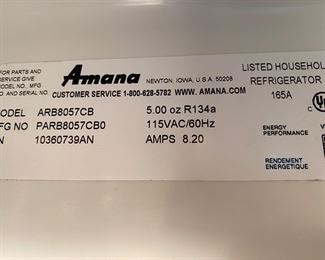 FOR PARTS AND
SERVICE GIVE
MODEL NO., MFG
NO. AND SERIAL NO.
Amana
NEWTON, IOWA, U.S.A. 50208
CUSTOMER SERVICE 1-800-628-5782 WWW.AMANA.COM
LISTED HOUSEHOLD
REFRIGERATOR
165A
MODEL ARB8057CB 5.00 oz R134a
MFG NO PARB8057CB0 115VAC/60Hz
N 10360739AN AMPS 8.20
ENERGY
PERFORMANCE
V
RENDEMENT
ENERGETIQUE